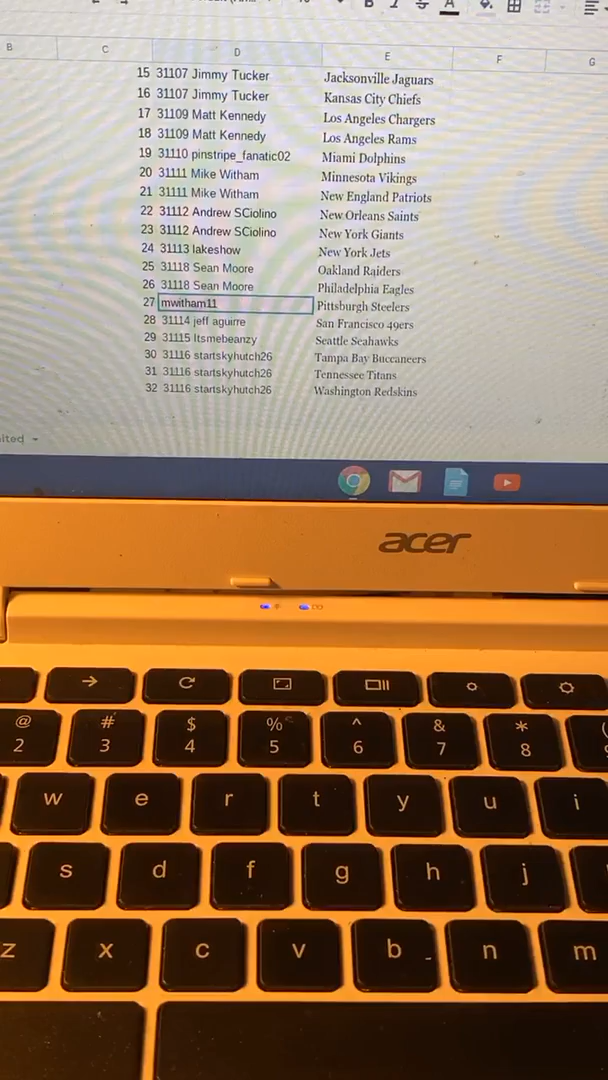 B C D E F G
15 31107 Jimmy Tucker Jacksonville Jaguars
16 31107 Jimmy Tucker Kansas City Chiefs
17 31109 Matt Kennedy Los Angeles Chargers
18 31109 Matt Kennedy Los Angeles Rams
19 31110 pinstripe_fanatic02 Miami Dolphins
20 31111 Mike Witham Minnesota Vikings
21 31111 Mike Witham New England Patriots
22 31112 Andrew SCiolino New Orleans Saints
23 31112 Andrew SCiolino New York Giants
24 31113 lakeshow New York Jets
25 31118 Sean Moore Oakland Raiders
26 31118 Sean Moore Philadelphia Eagles
27 mwitham11 Pittsburgh Steelers
28 31114 jeff aguirre San Francisco 49ers
29 31115 Itsmebeanzy Seattle Seahawks
30 31116 startskyhutch26 Tampa Bay Buccaneers
31 31116 startskyhutch26 Tennessee Titans
32 31116 startskyhutch26 Washington Redskins
acer
@ # $ % ^ & *
2 3 4 5 6 7 8
w e r t y u i
s d f g h j
z x c v b n m